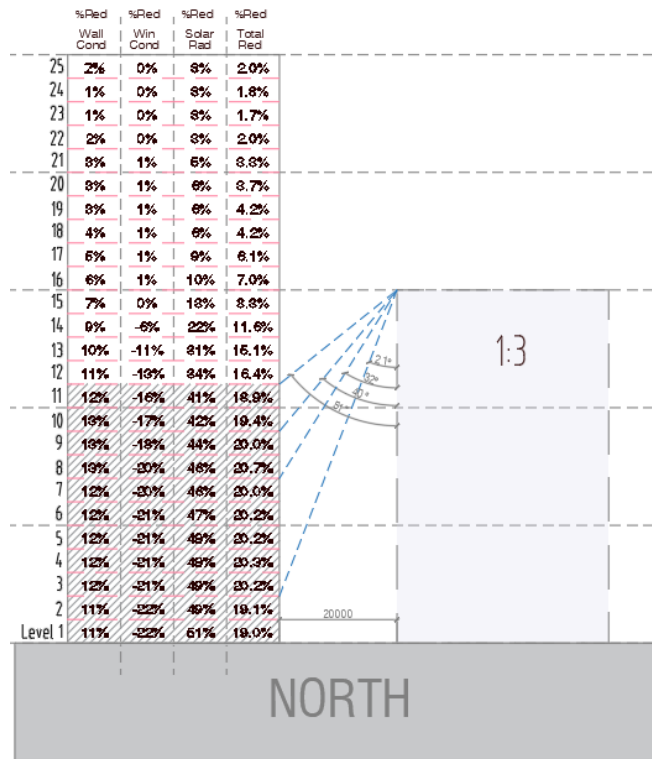 %Red %Red %Red %Red
Wall Win Solar Total
Cond Cond Rad Red
25 2% 0% 3% 2.0%
24 1% 0% 3% 1.8%
23 1% 0% 3% 1.7%
22 2% 0% 3% 2.0%
21 3% 1% 5% 3.3%
20 3% 1% 6% 3.7%
19 3% 1% 6% 4.2%
18 4% 1% 6% 4.2%
17 5% 1% 9% 6.1%
16 6% 1% 10% 7.0%
15 7% 0% 13% 8.3%
14 9% -6% 22% 11.6%
13 10% -11% 31% 15.1%
12 11% -13% 34% 16.4%
11 12% -16% 41% 18.9%
10 13% -17% 42% 19.4%
9 13% -18% 44% 20.0%
8 13% -20% 46% 20.7%
7 12% -20% 46% 20.0%
6 12% -21% 47% 20.2%
5 12% -21% 48% 20.2%
4 12% -21% 48% 20.3%
3 12% -21% 49% 20.2%
2 11% -22% 49% 19.1%
Level 1 11% -22% 51% 19.0%
1:3
21°
32°
40°
20000
NORTH